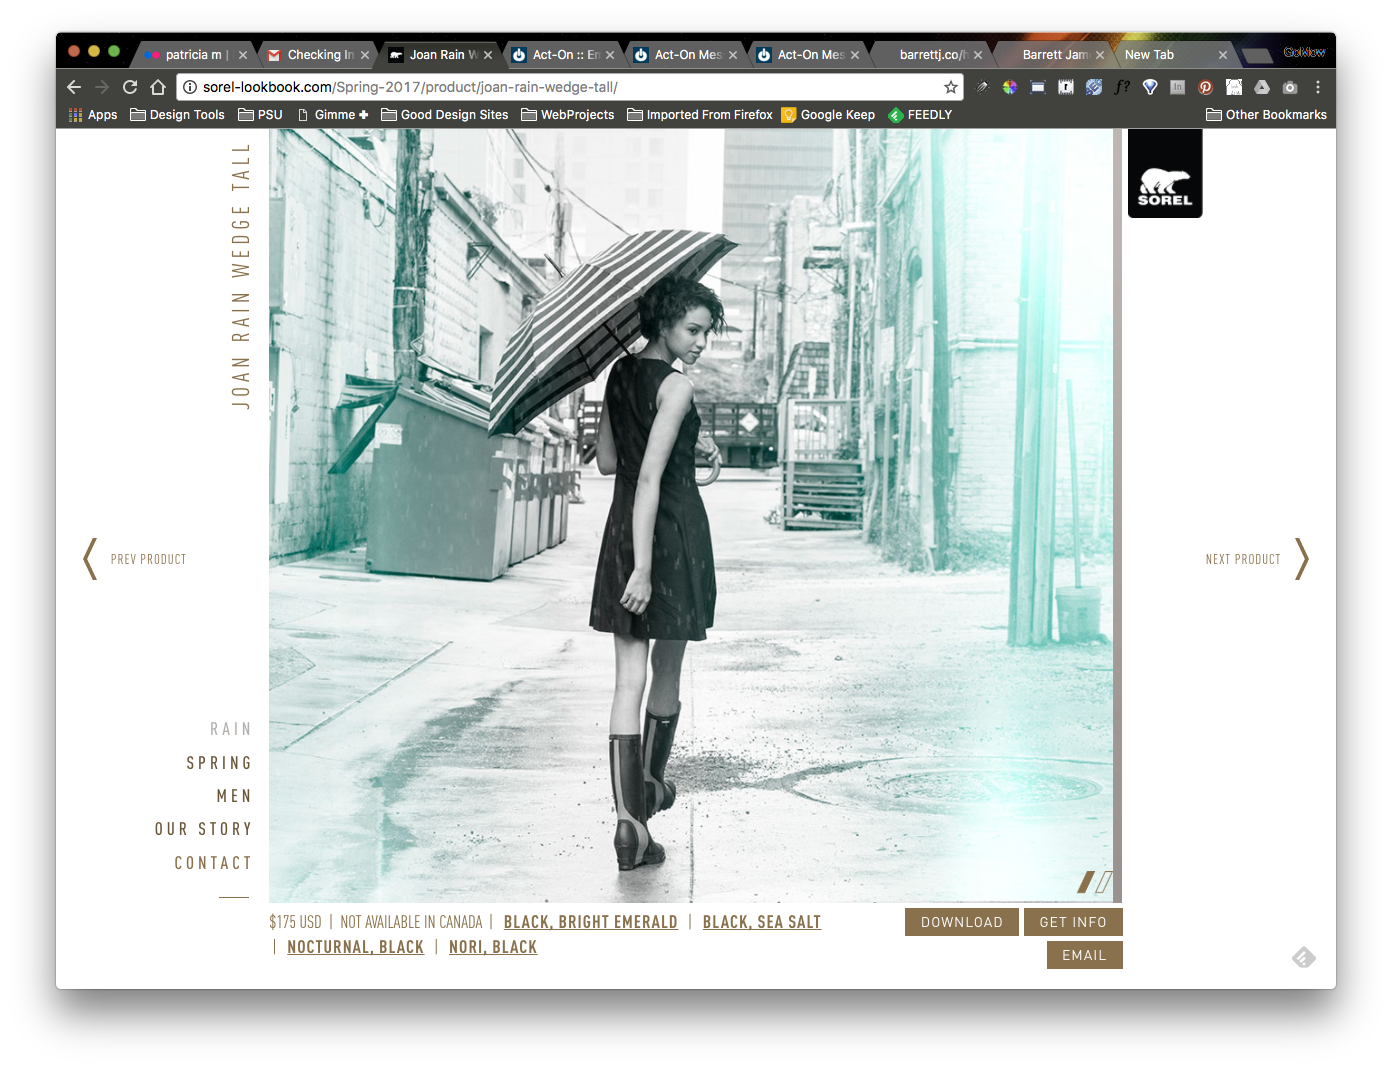 patricia m |
Checking In
Joan Rain W
Act-On :: Em
Act-On Mes
Act-On Mes
barrettj.co/h
Barrett Jam
New Tab
sorel-lookbook.com/Spring-2017/product/joan-rain-wedge-tall/
f?
In
Apps
Design Tools
PSU
Gimme
Good Design Sites
WebProjects
Imported From Firefox
Google Keep
FEEDLY
Other Bookmarks
JOAN RAIN WEDGE TALL
SOREL
PREV PRODUCT
NEXT PRODUCT
RAIN
SPRING
MEN
OUR STORY
CONTACT
$175 USD | NOT AVAILABLE IN CANADA | BLACK, BRIGHT EMERALD | BLACK, SEA SALT
| NOCTURNAL, BLACK | NORI, BLACK
DOWNLOAD
GET INFO
EMAIL